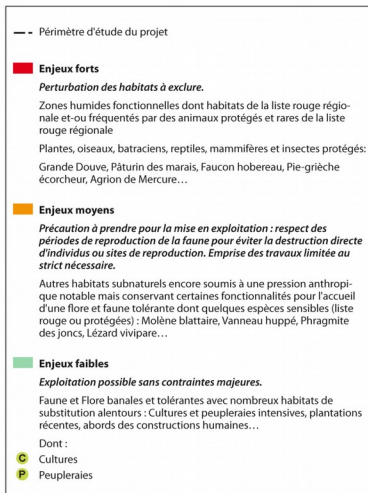 Périmètre d'étude du projet
Enjeux forts
Perturbation des habitats à exclure.
Zones humides fonctionnelles dont habitats de la liste rouge régio-
nale et-ou fréquentés par des animaux protégés et rares de la liste
rouge régionale
Plantes, oiseaux, batraciens, reptiles, mammifères et insectes protégés:
Grande Douve, Pâturin des marais, Faucon hobereau, Pie-grièche
écorcheur, Agrion de Mercure…
Enjeux moyens
Précaution à prendre pour la mise en exploitation : respect des
périodes de reproduction de la faune pour éviter la destruction directe
d'individus ou sites de reproduction. Emprise des travaux limitée au
strict nécessaire.
Autres habitats subnaturels encore soumis à une pression anthropi-
que notable mais conservant certaines fonctionnalités pour l'accueil
d'une flore et faune tolérante dont quelques espèces sensibles (liste
rouge ou protégées) : Molène blattaire, Vanneau huppé, Phragmite
des joncs, Lézard vivipare…
Enjeux faibles
Exploitation possible sans contraintes majeures.
Faune et Flore banales et tolérantes avec nombreux habitats de
substitution alentours : Cultures et peupleraies intensives, plantations
récentes, abords des constructions humaines…
Dont :
C Cultures
P Peupleraies